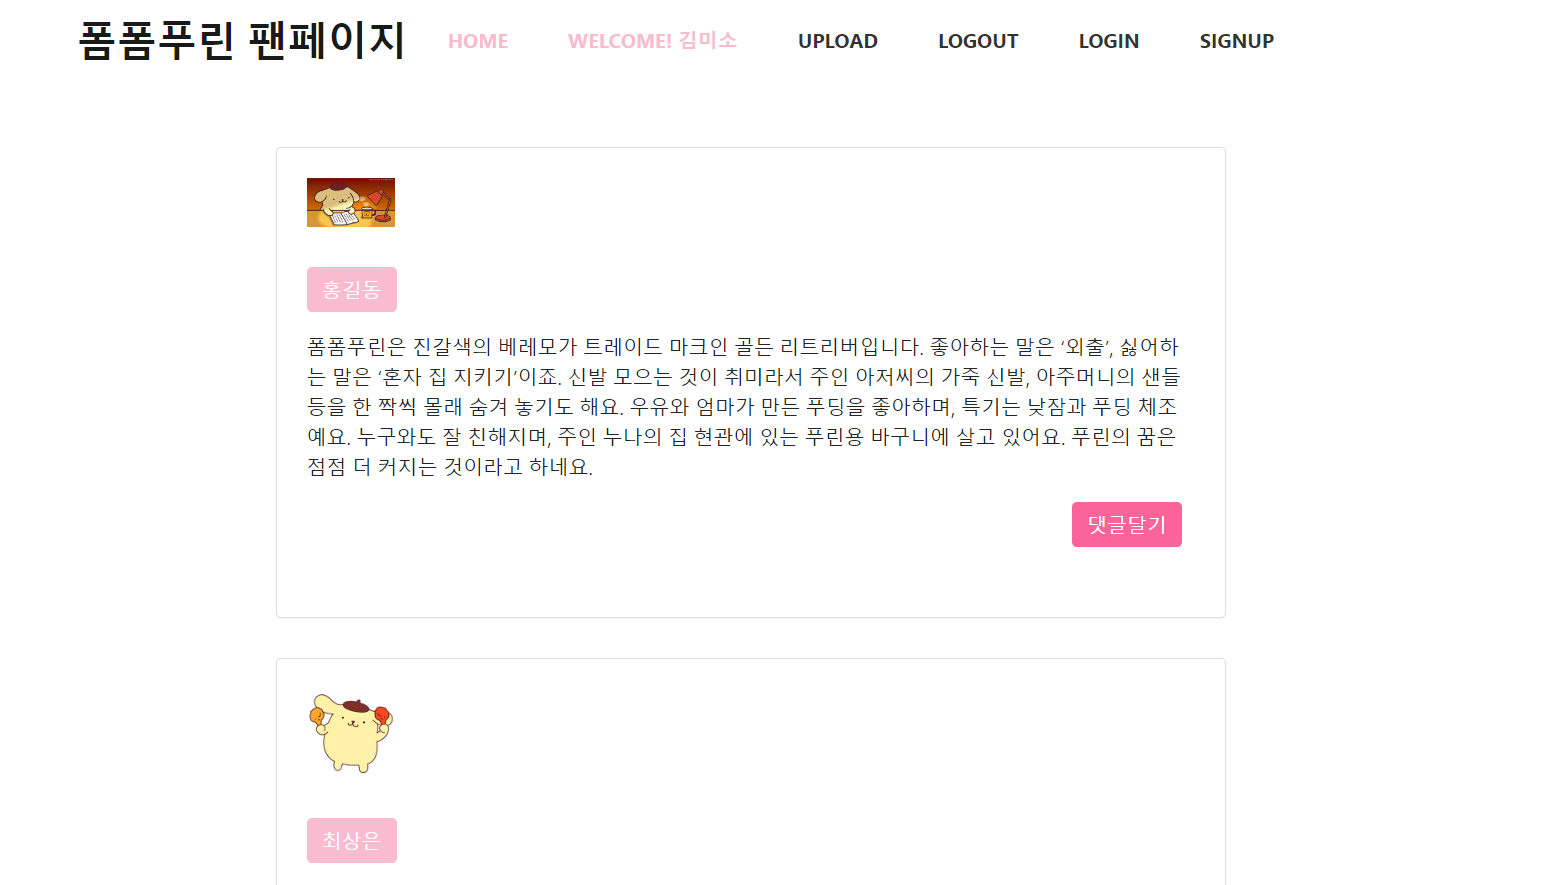 폼폼푸린 팬페이지 HOME WELCOME! 김미소 UPLOAD LOGOUT LOGIN SIGNUP
홍길동
폼폼푸린은 진갈색의 베레모가 트레이드 마크인 골든 리트리버입니다. 좋아하는 말은 ‘외출’, 싫어하
는 말은 ‘혼자 집 지키기’이죠. 신발 모으는 것이 취미라서 주인 아저씨의 가죽 신발, 아주머니의 샌들
등을 한 짝씩 몰래 숨겨 놓기도 해요. 우유와 엄마가 만든 푸딩을 좋아하며, 특기는 낮잠과 푸딩 체조
예요. 누구와도 잘 친해지며, 주인 누나의 집 현관에 있는 푸린용 바구니에 살고 있어요. 푸린의 꿈은
점점 더 커지는 것이라고 하네요.
댓글달기
최상은